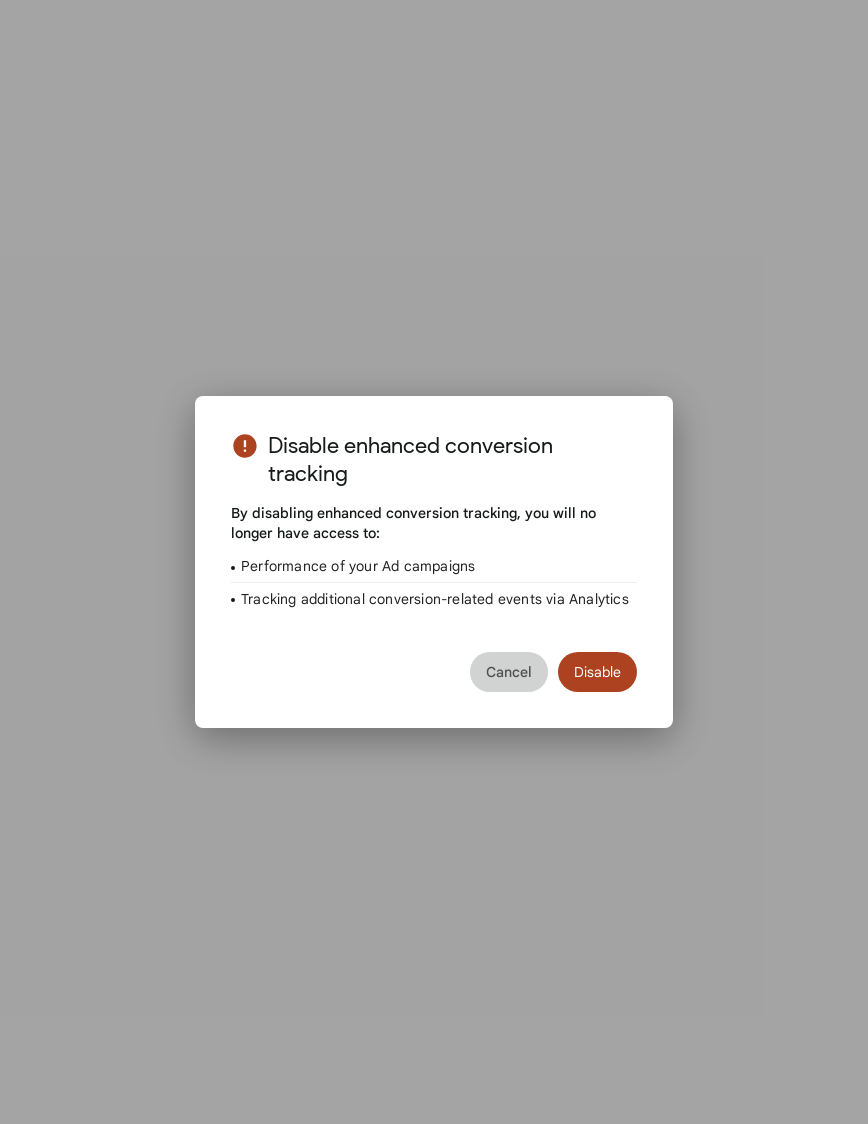 Disable enhanced conversion
tracking
By disabling enhanced conversion tracking, you will no
longer have access to:
• Performance of your Ad campaigns
• Tracking additional conversion-related events via Analytics
Cancel Disable